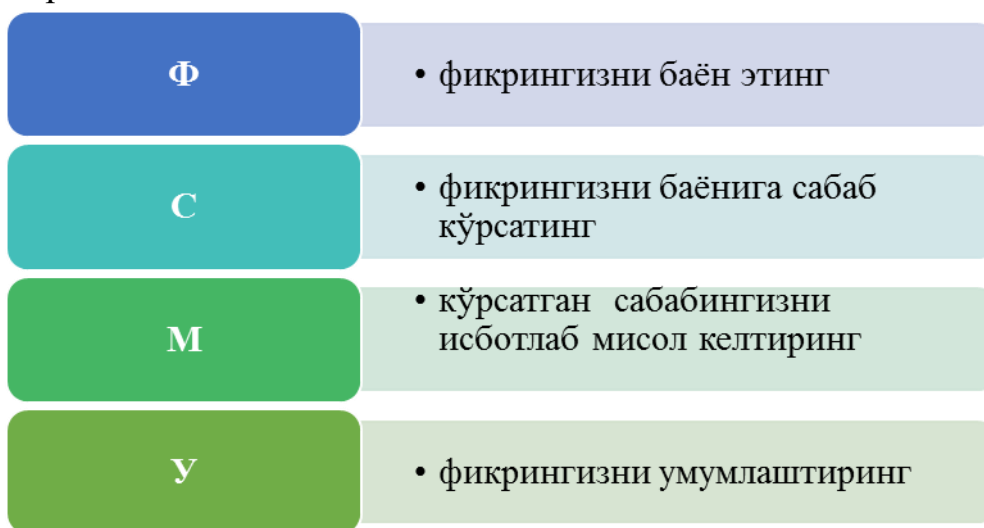 Ф
• фикрингизни баён этинг
С
• фикрингизни баёнига сабаб
кўрсатинг
М
• кўрсатган сабабингизни
исботлаб мисол келтиринг
У
• фикрингизни умумлаштиринг